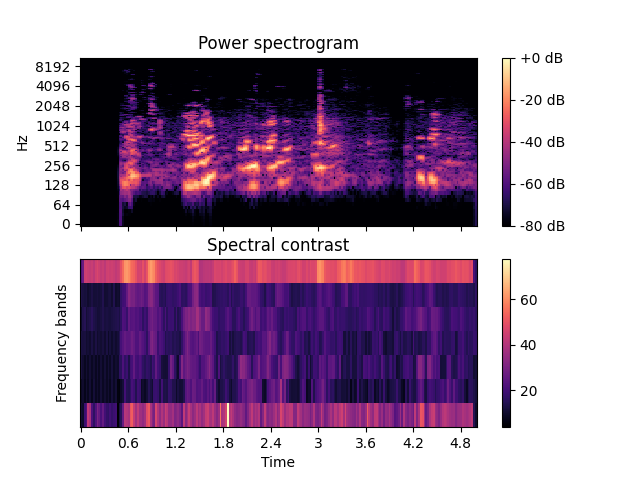 Power spectrogram
8192
4096
2048
1024
512
256
128
64
0
Hz
+0 dB
-20 dB
-40 dB
-60 dB
-80 dB
Spectral contrast
Frequency bands
60
40
20
0 0.6 1.2 1.8 2.4 3 3.6 4.2 4.8
Time